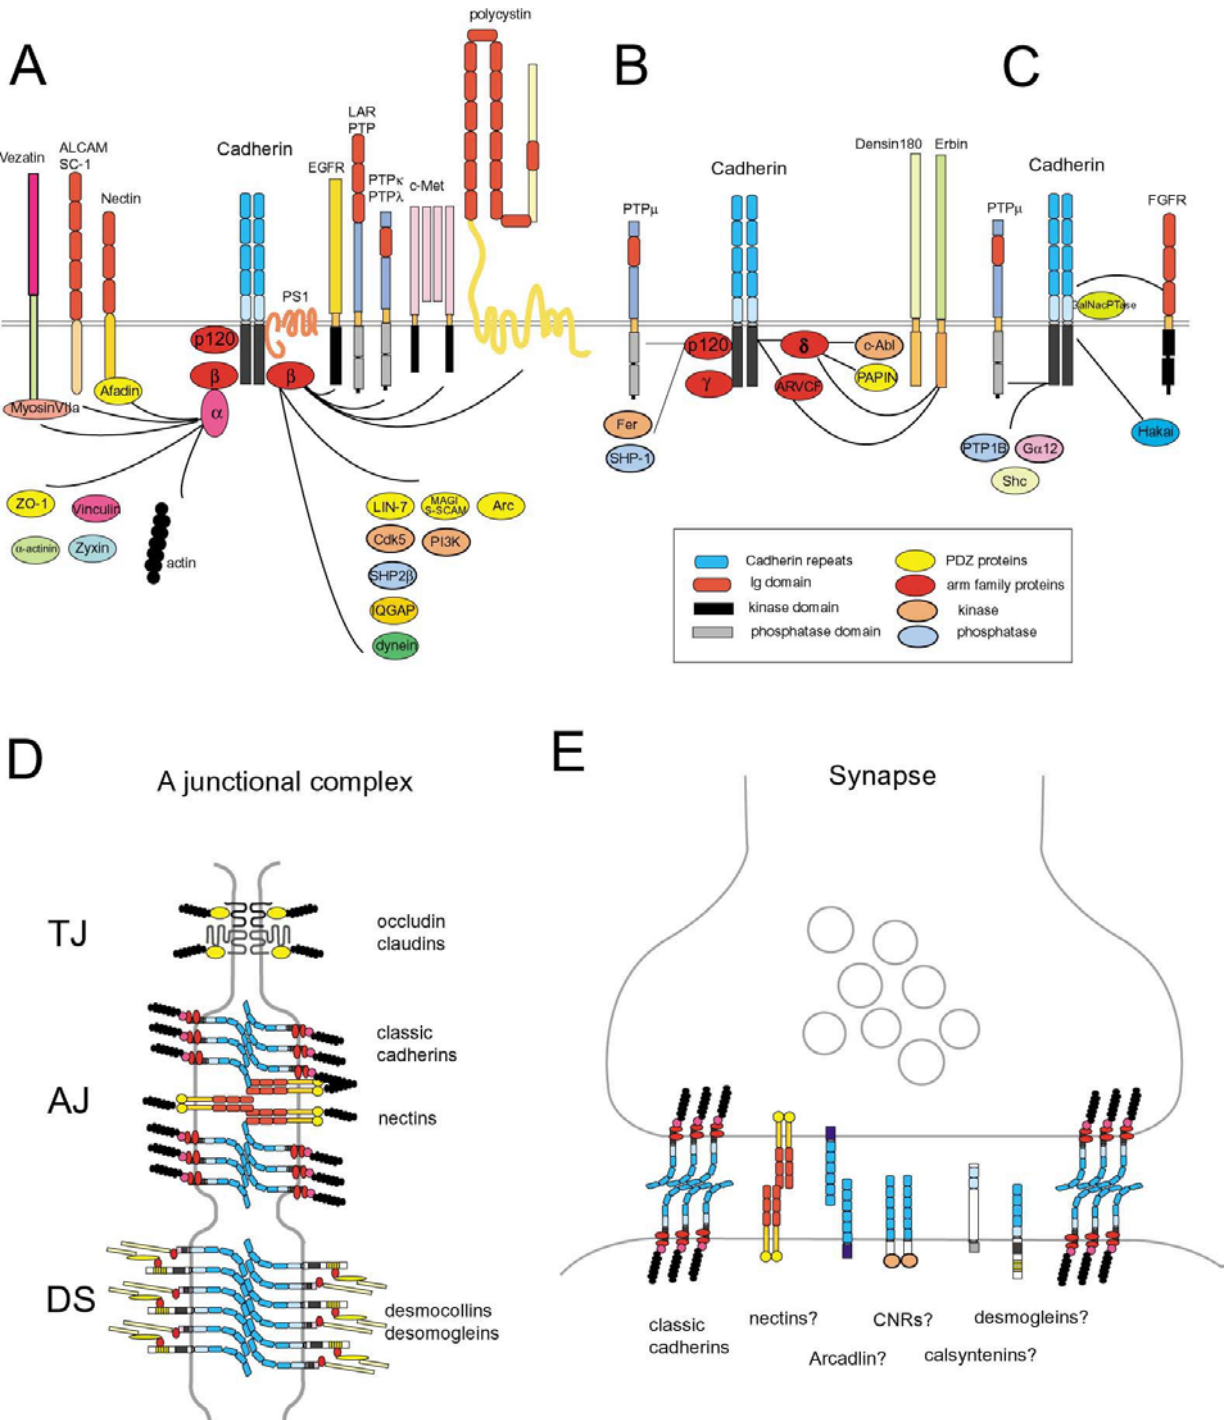 A
Vezatin
ALCAM
SC-1
Nectin
Cadherin
PS1
EGFR
LAR
PTP
PTPκ
PTPλ
c-Met
polycystin
p120
β
β
α
Afadin
MyosinVIIa
ZO-1
Vinculin
α-actinin
Zyxin
actin
LIN-7
MAGI
S-SCAM
Arc
Cdk5
PI3K
SHP2β
IQGAP
dynein
B
PTPμ
Cadherin
Densin180
Erbin
p120
δ
c-Abl
γ
ARVCF
PAPIN
Fer
SHP-1
C
PTPμ
Cadherin
FGFR
GalNacPTase
Hakai
PTP1B
Gα12
Shc
Cadherin repeats
Ig domain
kinase domain
phosphatase domain
PDZ proteins
arm family proteins
kinase
phosphatase
D
A junctional complex
TJ
occludin
claudins
AJ
classic
cadherins
nectins
DS
desmocollins
desomogleins
E
Synapse
classic
cadherins
nectins?
Arcadlin?
CNRs?
calsyntenins?
desmogleins?